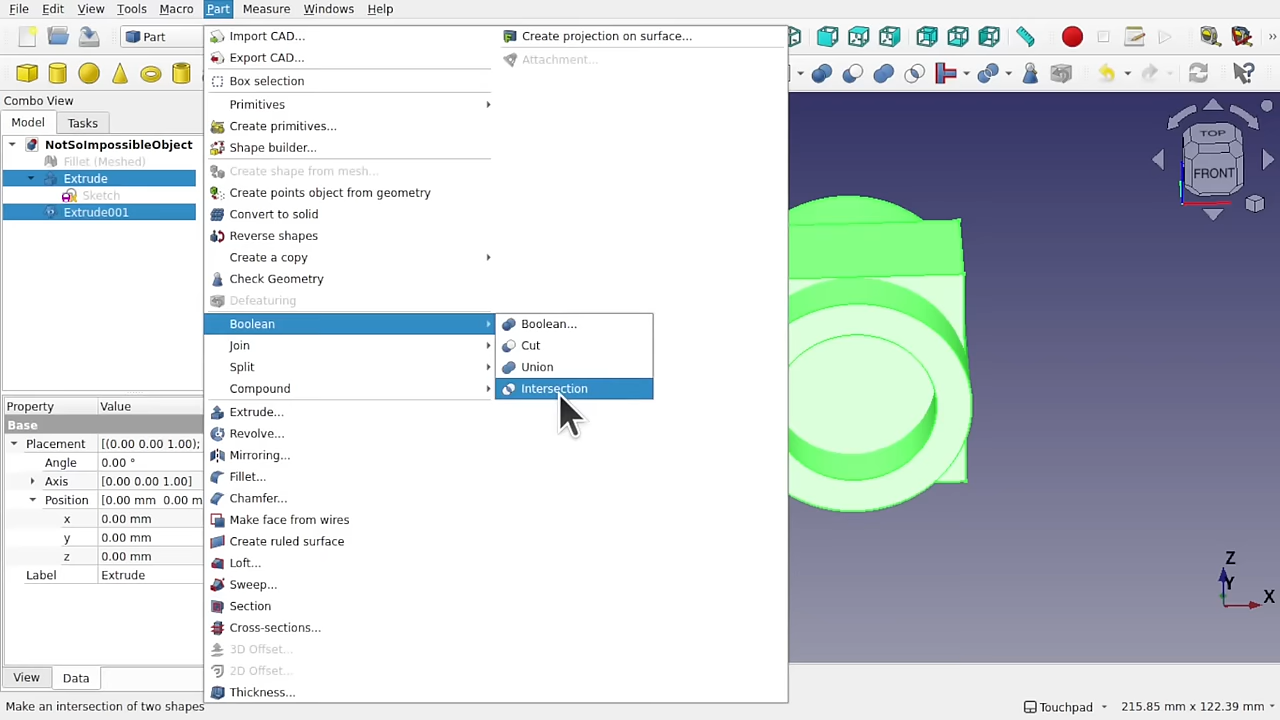 File Edit View Tools Macro Part Measure Windows Help
Part
Combo View
Model Tasks
NotSoImpossibleObject
Fillet (Meshed)
Extrude
Sketch
Extrude001
Property Value
Base
Placement [(0.00 0.00 1.00);
Angle 0.00 °
Axis [0.00 0.00 1.00]
Position [0.00 mm 0.00 m
x 0.00 mm
y 0.00 mm
z 0.00 mm
Label Extrude
View Data
Import CAD...
Export CAD...
Box selection
Primitives
Create primitives...
Shape builder...
Create shape from mesh...
Create points object from geometry
Convert to solid
Reverse shapes
Create a copy
Check Geometry
Defeaturing
Boolean
Join
Split
Compound
Extrude...
Revolve...
Mirroring...
Fillet...
Chamfer...
Make face from wires
Create ruled surface
Loft...
Sweep...
Section
Cross-sections...
3D Offset...
2D Offset...
Thickness...
Create projection on surface...
Attachment...
Boolean...
Cut
Union
Intersection
TOP
FRONT
Z
Y
X
Make an intersection of two shapes
Touchpad
215.85 mm x 122.39 mm